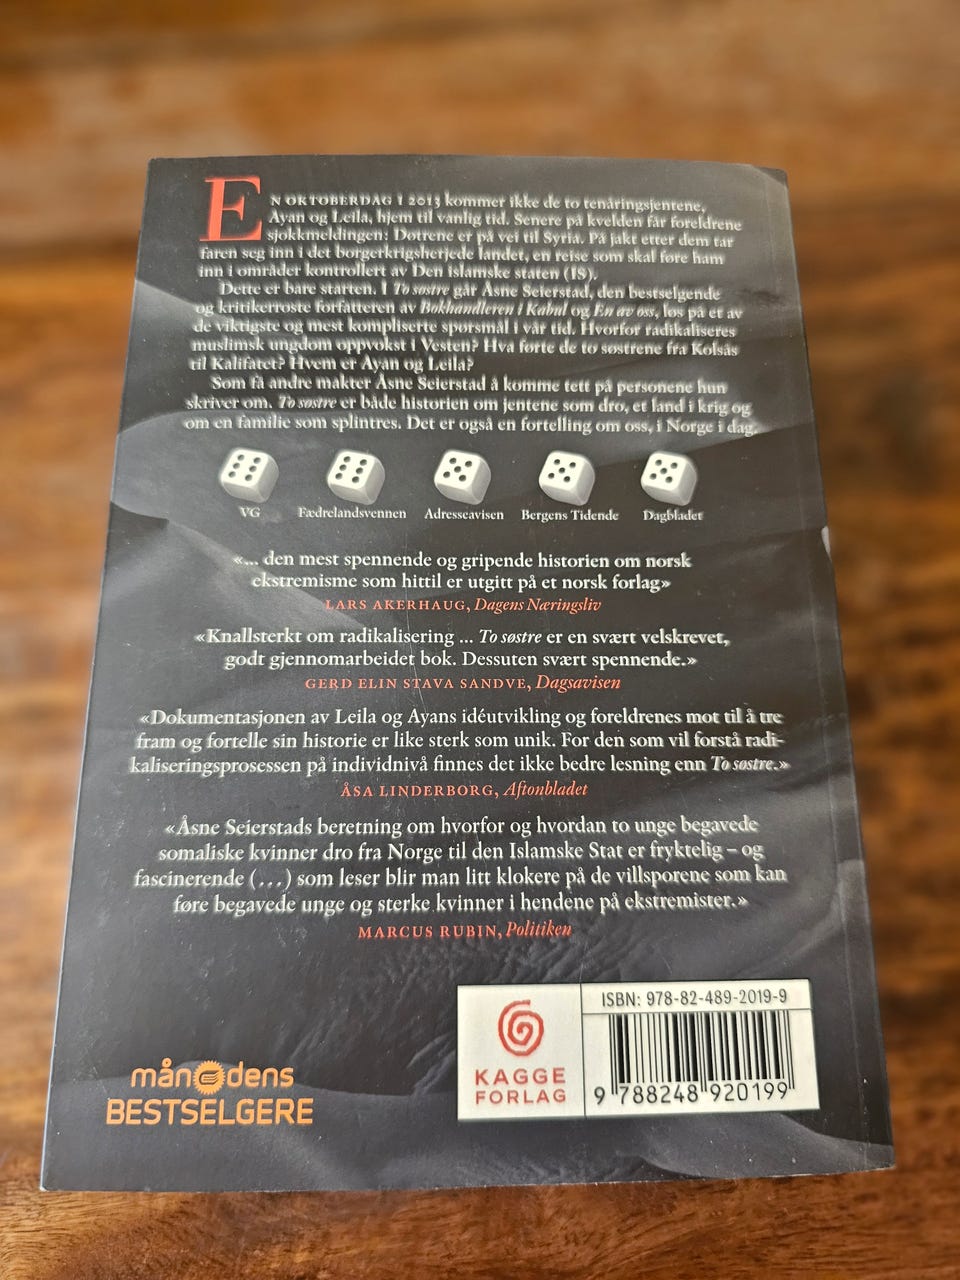 EN OKTOBERDAG I 2013 kommer ikke de to tenåringsjentene,
Ayan og Leila, hjem til vanlig tid. Senere på kvelden får foreldrene
sjokkmeldingen: Døtrene er på vei til Syria. På jakt etter dem tar
faren seg inn i det borgerkrigsherjede landet, en reise som skal føre ham
inn i områder kontrollert av Den islamske staten (IS).
Dette er bare starten. I To søstre går Åsne Seierstad, den bestselgende
og kritikerroste forfatteren av Bokhandleren i Kabul og En av oss, løs på et av
de viktigste og mest kompliserte spørsmål i vår tid. Hvorfor radikaliseres
muslimsk ungdom oppvokst i Vesten? Hva førte de to søstrene fra Kolsås
til Kalifatet? Hvem er Ayan og Leila?
Som få andre makter Åsne Seierstad å komme tett på personene hun
skriver om. To søstre er både historien om jentene som dro, et land i krig og
om en familie som splintres. Det er også en fortelling om oss, i Norge i dag.
VG Fædrelandsvennen Adresseavisen Bergens Tidende Dagbladet
«... den mest spennende og gripende historien om norsk
ekstremisme som hittil er utgitt på et norsk forlag»
LARS AKERHAUG, Dagens Næringsliv
«Knallsterkt om radikalisering ... To søstre er en svært velskrevet,
godt gjennomarbeidet bok. Dessuten svært spennende.»
GERD ELIN STAVA SANDVE, Dagsavisen
«Dokumentasjonen av Leila og Ayans idéutvikling og foreldrenes mot til å tre
fram og fortelle sin historie er like sterk som unik. For den som vil forstå radi-
kaliseringsprosessen på individnivå finnes det ikke bedre lesning enn To søstre.»
ÅSA LINDERBORG, Aftonbladet
«Åsne Seierstads beretning om hvorfor og hvordan to unge begavede
somaliske kvinner dro fra Norge til den Islamske Stat er fryktelig – og
fascinerende (...) som leser blir man litt klokere på de villsporene som kan
føre begavede unge og sterke kvinner i hendene på ekstremister.»
MARCUS RUBIN, Politiken
månedens
BESTSELGERE
KAGGE
FORLAG
ISBN: 978-82-489-2019-9
9 788248 920199